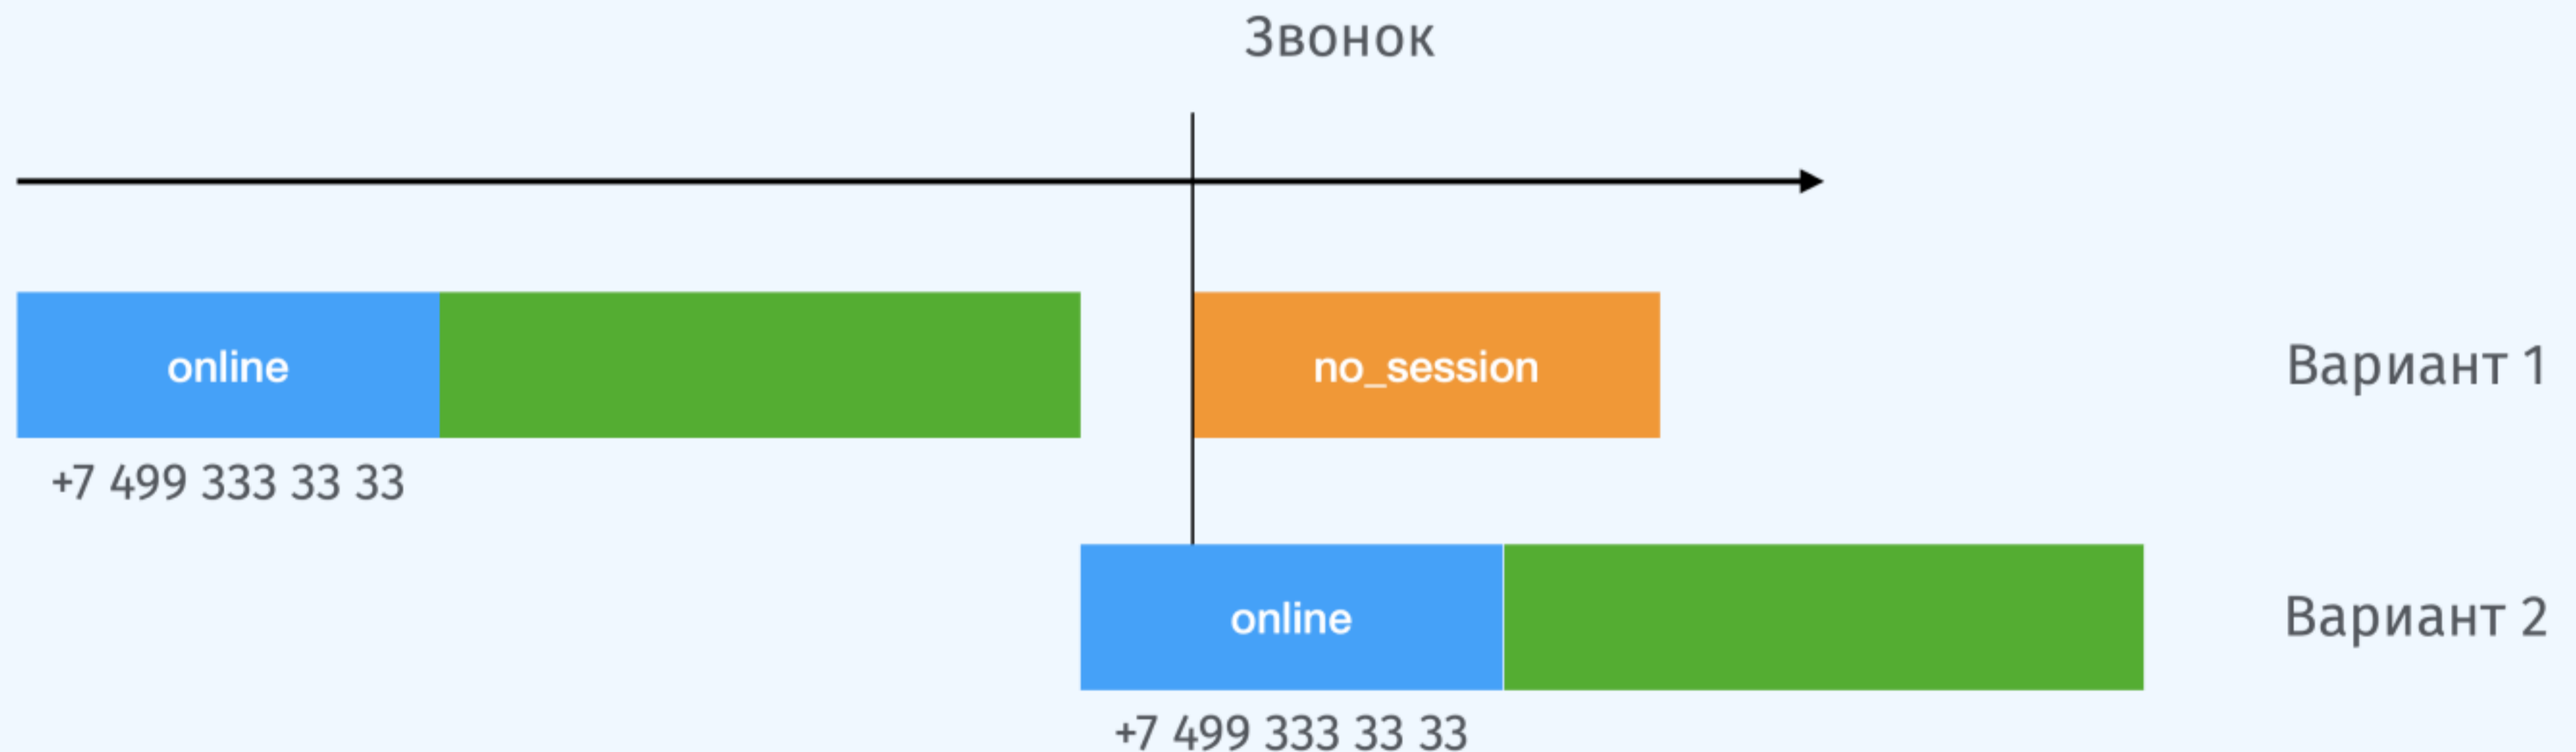 Звонок
online
no_session
Вариант 1
+7 499 333 33 33
online
Вариант 2
+7 499 333 33 33